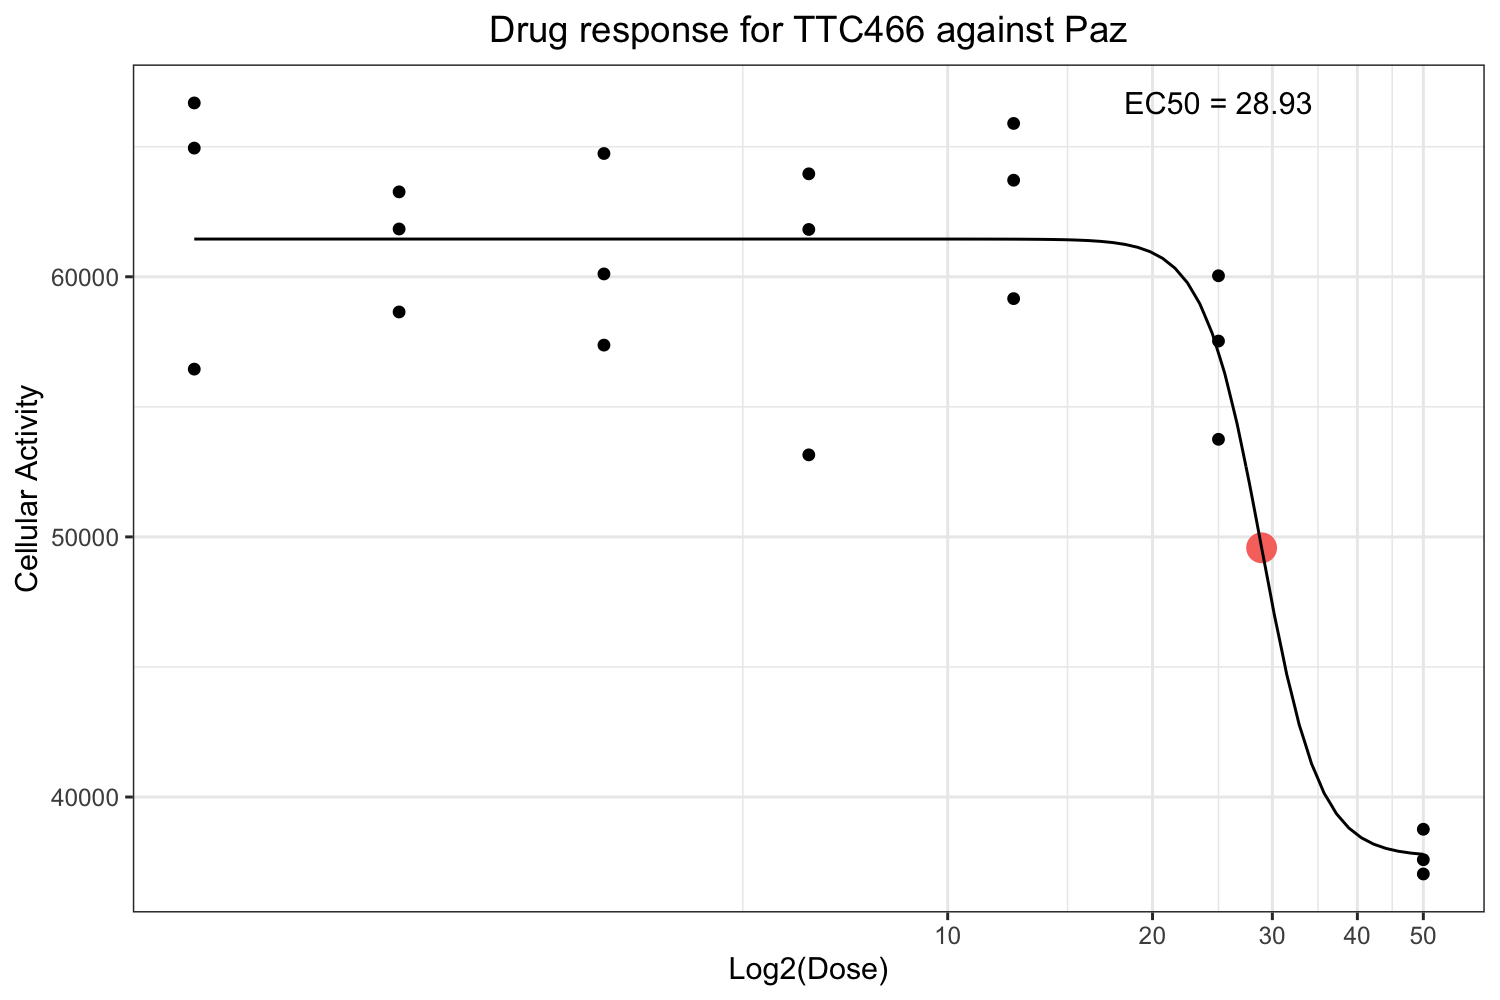 Drug response for TTC466 against Paz
EC50 = 28.93
Cellular Activity
60000
50000
40000
10 20 30 40 50
Log2(Dose)